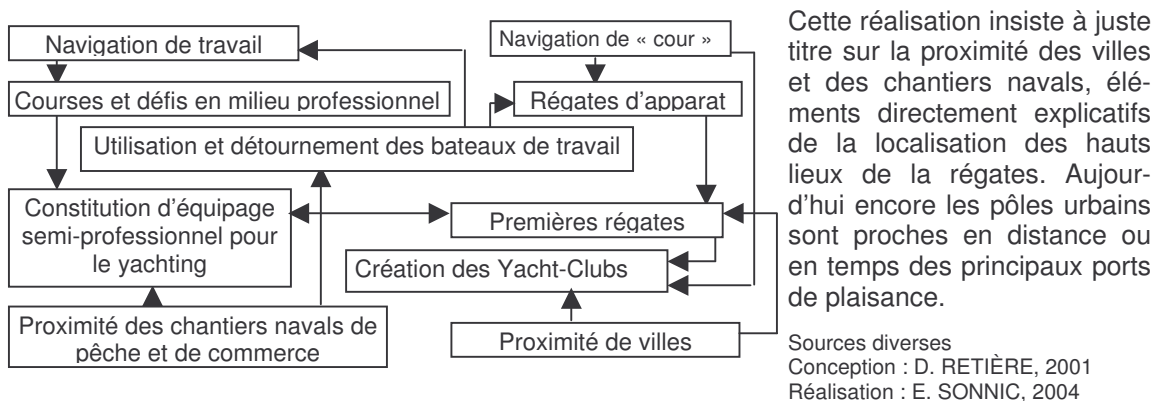 Navigation de travail
Navigation de « cour »
Courses et défis en milieu professionnel
Régates d'apparat
Utilisation et détournement des bateaux de travail
Constitution d'équipage
semi-professionnel pour
le yachting
Premières régates
Création des Yacht-Clubs
Proximité des chantiers navals de
pêche et de commerce
Proximité de villes
Cette réalisation insiste à juste
titre sur la proximité des villes
et des chantiers navals, élé-
ments directement explicatifs
de la localisation des hauts
lieux de la régates. Aujour-
d'hui encore les pôles urbains
sont proches en distance ou
en temps des principaux ports
de plaisance.
Sources diverses
Conception : D. RETIÈRE, 2001
Réalisation : E. SONNIC, 2004